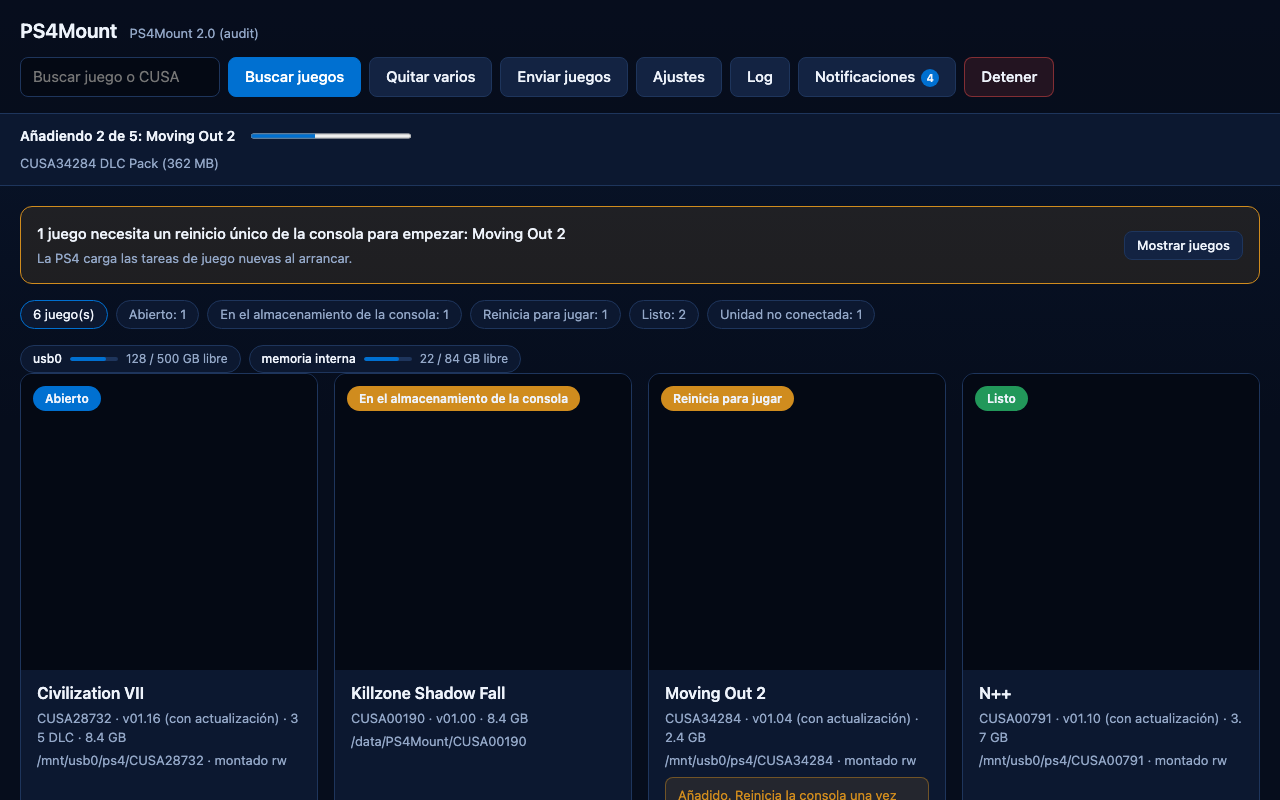 PS4Mount PS4Mount 2.0 (audit)
Buscar juego o CUSA Buscar juegos Quitar varios Enviar juegos Ajustes Log Notificaciones 4 Detener
Añadiendo 2 de 5: Moving Out 2
CUSA34284 DLC Pack (362 MB)
1 juego necesita un reinicio único de la consola para empezar: Moving Out 2
La PS4 carga las tareas de juego nuevas al arrancar.
Mostrar juegos
6 juego(s) Abierto: 1 En el almacenamiento de la consola: 1 Reinicia para jugar: 1 Listo: 2 Unidad no conectada: 1
usb0 128 / 500 GB libre memoria interna 22 / 84 GB libre
Abierto
Civilization VII
CUSA28732 · v01.16 (con actualización) · 3
5 DLC · 8.4 GB
/mnt/usb0/ps4/CUSA28732 · montado rw
En el almacenamiento de la consola
Killzone Shadow Fall
CUSA00190 · v01.00 · 8.4 GB
/data/PS4Mount/CUSA00190
Reinicia para jugar
Moving Out 2
CUSA34284 · v01.04 (con actualización) ·
2.4 GB
/mnt/usb0/ps4/CUSA34284 · montado rw
Añadido. Reinicia la consola una vez
Listo
N++
CUSA00791 · v01.10 (con actualización) · 3.
7 GB
/mnt/usb0/ps4/CUSA00791 · montado rw